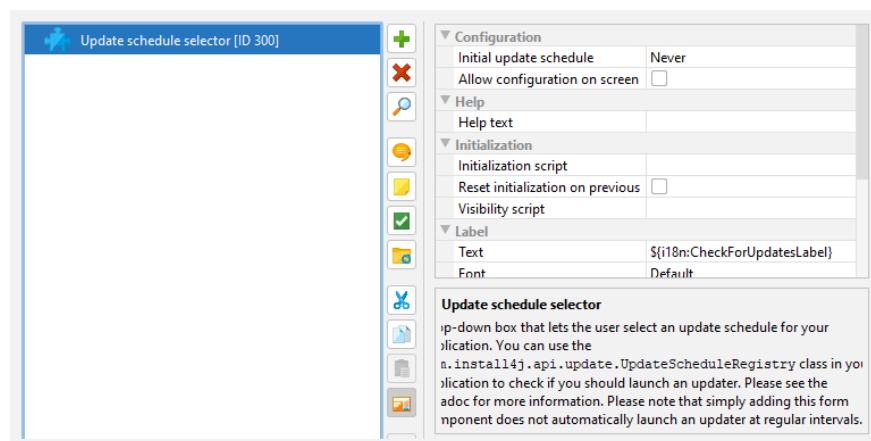 Update schedule selector [ID 300]
Configuration
Initial update schedule Never
Allow configuration on screen
Help
Help text
Initialization
Initialization script
Reset initialization on previous
Visibility script
Label
Text ${i18n:CheckForUpdatesLabel}
Font Default
Update schedule selector
op-down box that lets the user select an update schedule for your
plication. You can use the
m.install4j.api.update.UpdateScheduleRegistry class in you
plication to check if you should launch an updater. Please see the
adoc for more information. Please note that simply adding this form
mponent does not automatically launch an updater at regular intervals.